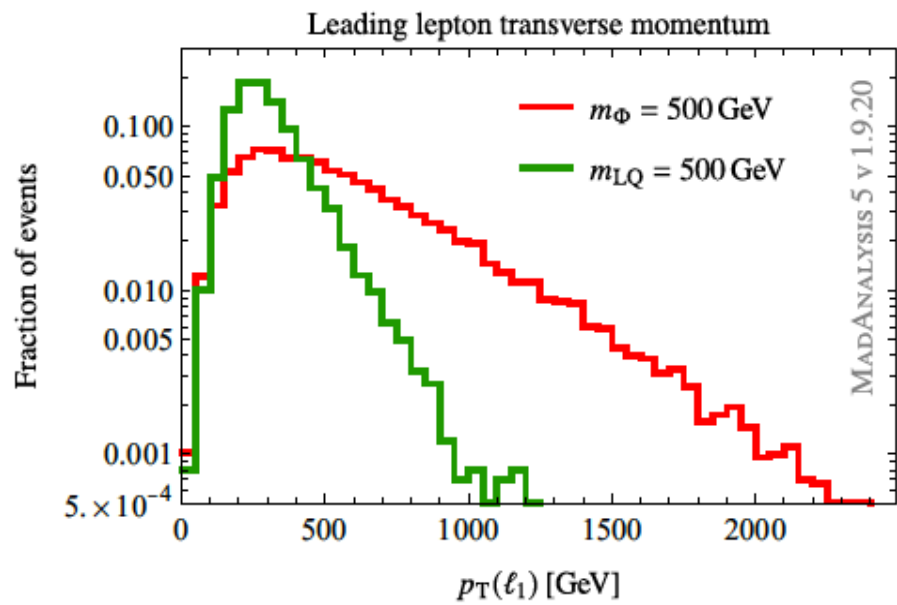 Leading lepton transverse momentum
Fraction of events
0.100
0.050
0.010
0.005
0.001
5.×10⁻⁴
m_Φ = 500 GeV
m_LQ = 500 GeV
MADANALYSIS 5 v 1.9.20
0 500 1000 1500 2000
p_T(ℓ₁) [GeV]